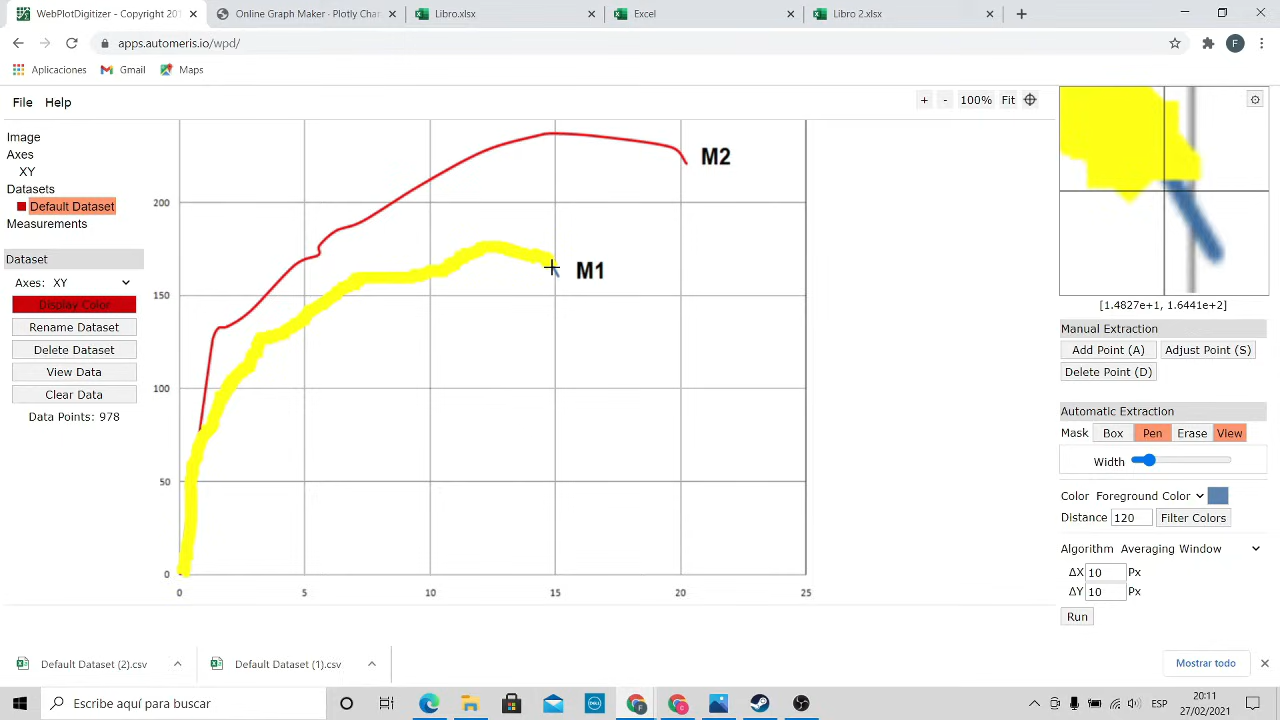 WebPlotDigitizer - Copyright 201
Online Graph Maker - Plotly Char
Libro.xlsx
Excel
Libro 2.xlsx
apps.automeris.io/wpd/
F
Aplicaciones
Gmail
Maps
File
Help
+
-
100%
Fit
Image
Axes
XY
Datasets
Default Dataset
Measurements
Dataset
Axes: XY
Display Color
Rename Dataset
Delete Dataset
View Data
Clear Data
Data Points: 978
M2
M1
200
150
100
50
0
0
5
10
15
20
25
[1.4827e+1, 1.6441e+2]
Manual Extraction
Add Point (A)
Adjust Point (S)
Delete Point (D)
Automatic Extraction
Mask
Box
Pen
Erase
View
Width
Color
Foreground Color
Distance
120
Filter Colors
Algorithm
Averaging Window
ΔX
10
Px
ΔY
10
Px
Run
Default Dataset (2).csv
Default Dataset (1).csv
Mostrar todo
Escribe aquí para buscar
DELL
F
C
ESP
20:11
27/02/2021